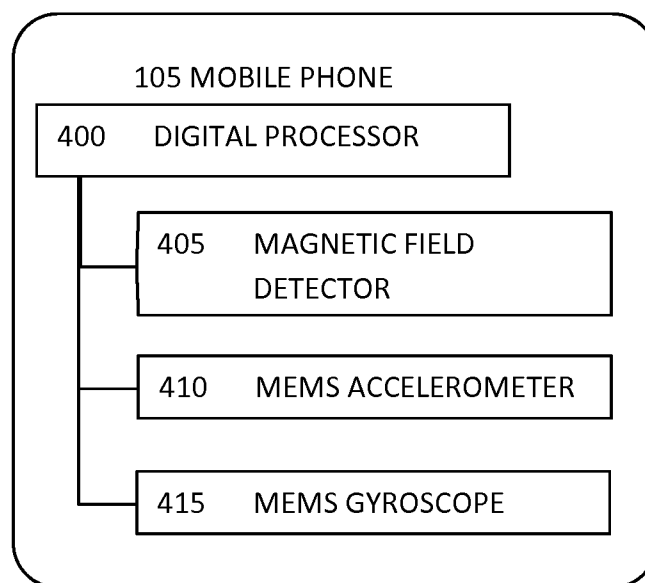 105 MOBILE PHONE
400 DIGITAL PROCESSOR
405 MAGNETIC FIELD
DETECTOR
410 MEMS ACCELEROMETER
415 MEMS GYROSCOPE